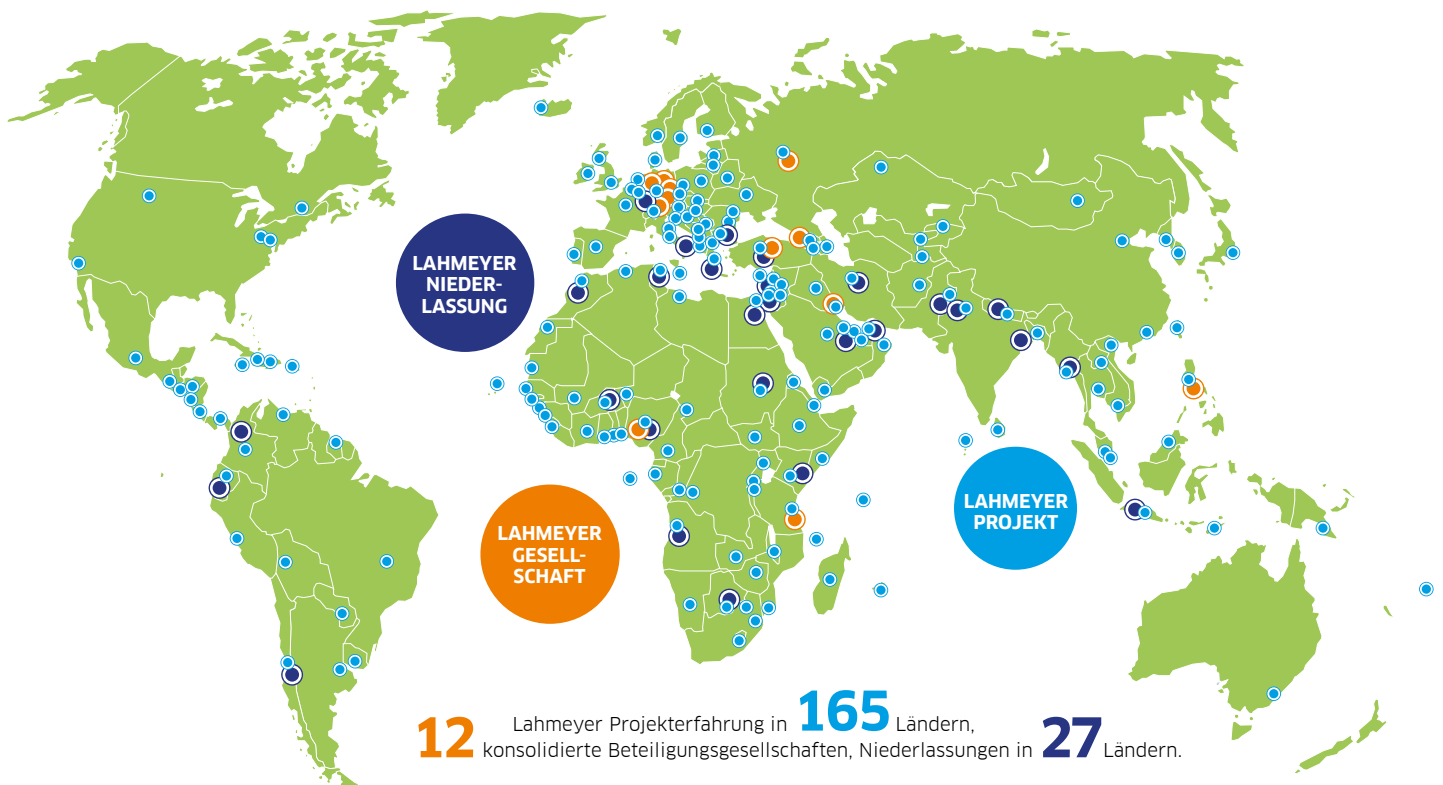 LAHMEYER
NIEDER-
LASSUNG
LAHMEYER
GESELL-
SCHAFT
LAHMEYER
PROJEKT
Lahmeyer Projekterfahrung in 165 Ländern,
12 konsolidierte Beteiligungsgesellschaften, Niederlassungen in 27 Ländern.